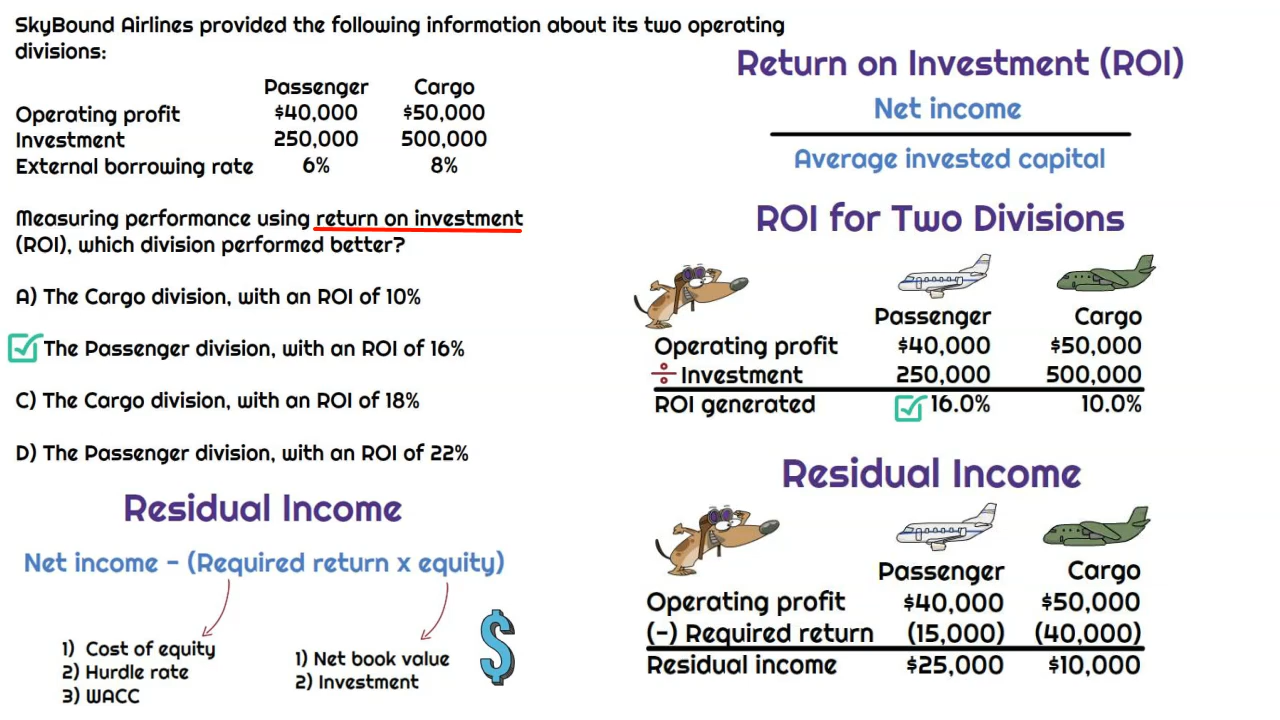 SkyBound Airlines provided the following information about its two operating
divisions:
Passenger Cargo
Operating profit $40,000 $50,000
Investment 250,000 500,000
External borrowing rate 6% 8%
Measuring performance using return on investment
(ROI), which division performed better?
A) The Cargo division, with an ROI of 10%
The Passenger division, with an ROI of 16%
C) The Cargo division, with an ROI of 18%
D) The Passenger division, with an ROI of 22%
Residual Income
Net income - (Required return x equity)
1) Cost of equity
2) Hurdle rate
3) WACC
1) Net book value
2) Investment
$
Return on Investment (ROI)
Net income
Average invested capital
ROI for Two Divisions
Passenger Cargo
Operating profit $40,000 $50,000
÷ Investment 250,000 500,000
ROI generated 16.0% 10.0%
Residual Income
Passenger Cargo
Operating profit $40,000 $50,000
(-) Required return (15,000) (40,000)
Residual income $25,000 $10,000